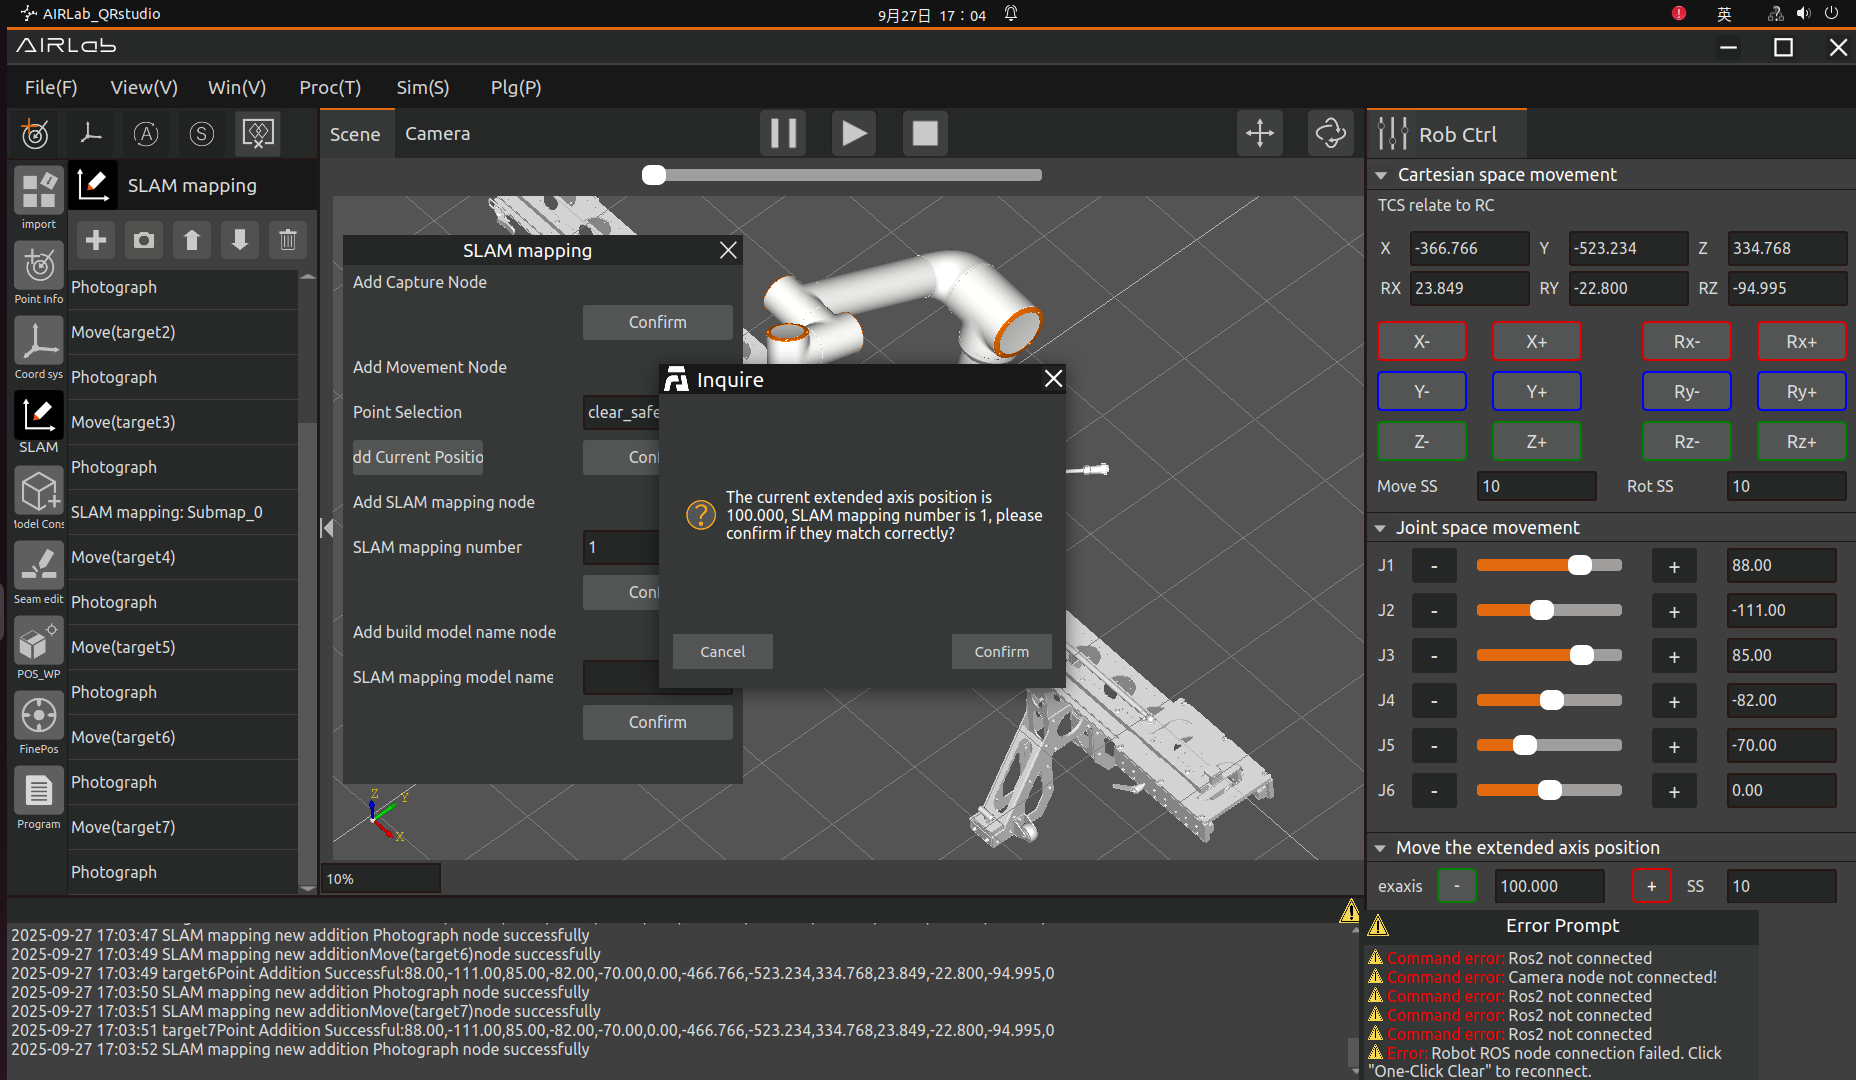 AIRLab_QRstudio
9月27日 17：04
英
AIRLab
File(F) View(V) Win(V) Proc(T) Sim(S) Plg(P)
A S
Scene Camera
Rob Ctrl
import
Point Info
Coord sys
SLAM
Model Cons
Seam edit
POS_WP
FinePos
Program
SLAM mapping
Photograph
Move(target2)
Photograph
Move(target3)
Photograph
SLAM mapping: Submap_0
Move(target4)
Photograph
Move(target5)
Photograph
Move(target6)
Photograph
Move(target7)
Photograph
SLAM mapping
Add Capture Node
Confirm
Add Movement Node
Point Selection clear_safe
dd Current Positio Con
Add SLAM mapping node
SLAM mapping number 1
Con
Add build model name node
SLAM mapping model name
Confirm
Inquire
The current extended axis position is
100.000, SLAM mapping number is 1, please
confirm if they match correctly?
Cancel Confirm
Z Y
X
10%
Cartesian space movement
TCS relate to RC
X -366.766 Y -523.234 Z 334.768
RX 23.849 RY -22.800 RZ -94.995
X- X+ Rx- Rx+
Y- Y+ Ry- Ry+
Z- Z+ Rz- Rz+
Move SS 10 Rot SS 10
Joint space movement
J1 - + 88.00
J2 - + -111.00
J3 - + 85.00
J4 - + -82.00
J5 - + -70.00
J6 - + 0.00
Move the extended axis position
exaxis - 100.000 + SS 10
2025-09-27 17:03:47 SLAM mapping new addition Photograph node successfully
2025-09-27 17:03:49 SLAM mapping new additionMove(target6)node successfully
2025-09-27 17:03:49 target6Point Addition Successful:88.00,-111.00,85.00,-82.00,-70.00,0.00,-466.766,-523.234,334.768,23.849,-22.800,-94.995,0
2025-09-27 17:03:50 SLAM mapping new addition Photograph node successfully
2025-09-27 17:03:51 SLAM mapping new additionMove(target7)node successfully
2025-09-27 17:03:51 target7Point Addition Successful:88.00,-111.00,85.00,-82.00,-70.00,0.00,-466.766,-523.234,334.768,23.849,-22.800,-94.995,0
2025-09-27 17:03:52 SLAM mapping new addition Photograph node successfully
Error Prompt
Command error: Ros2 not connected
Command error: Camera node not connected!
Command error: Ros2 not connected
Command error: Ros2 not connected
Command error: Ros2 not connected
Error: Robot ROS node connection failed. Click
"One-Click Clear" to reconnect.